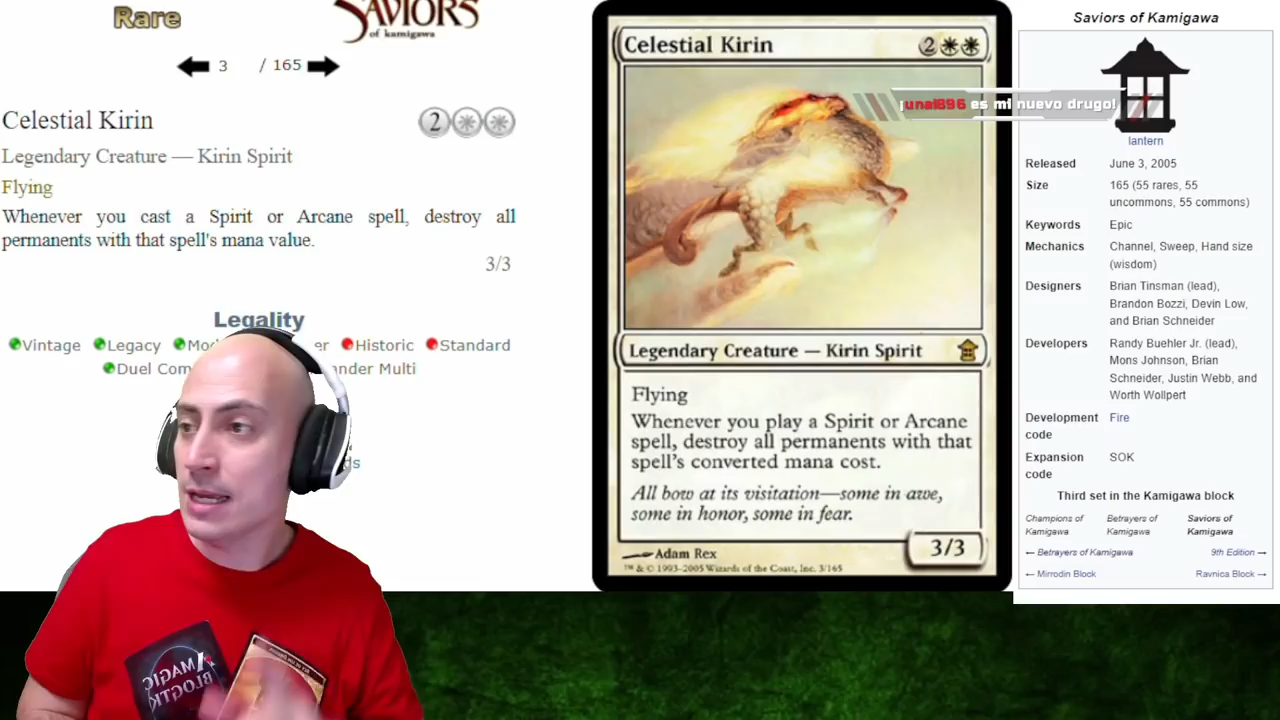 Rare
SAVIORS
of kamigawa
3 / 165
Celestial Kirin
2
Legendary Creature — Kirin Spirit
Flying
Whenever you cast a Spirit or Arcane spell, destroy all
permanents with that spell's mana value.
3/3
Legality
Vintage Legacy Historic Standard
Celestial Kirin
2
Legendary Creature — Kirin Spirit
Flying
Whenever you play a Spirit or Arcane
spell, destroy all permanents with that
spell's converted mana cost.
All bow at its visitation—some in awe,
some in honor, some in fear.
Adam Rex
3/3
™ & © 1993–2005 Wizards of the Coast, Inc. 3/165
¡unai896 es mi nuevo drugo!
Saviors of Kamigawa
lantern
Released June 3, 2005
Size 165 (55 rares, 55
uncommons, 55 commons)
Keywords Epic
Mechanics Channel, Sweep, Hand size
(wisdom)
Designers Brian Tinsman (lead),
Brandon Bozzi, Devin Low,
and Brian Schneider
Developers Randy Buehler Jr. (lead),
Mons Johnson, Brian
Schneider, Justin Webb, and
Worth Wollpert
Development Fire
code
Expansion SOK
code
Third set in the Kamigawa block
Champions of Betrayers of Saviors of
Kamigawa Kamigawa Kamigawa
← Betrayers of Kamigawa 9th Edition →
← Mirrodin Block Ravnica Block →
MAGIC